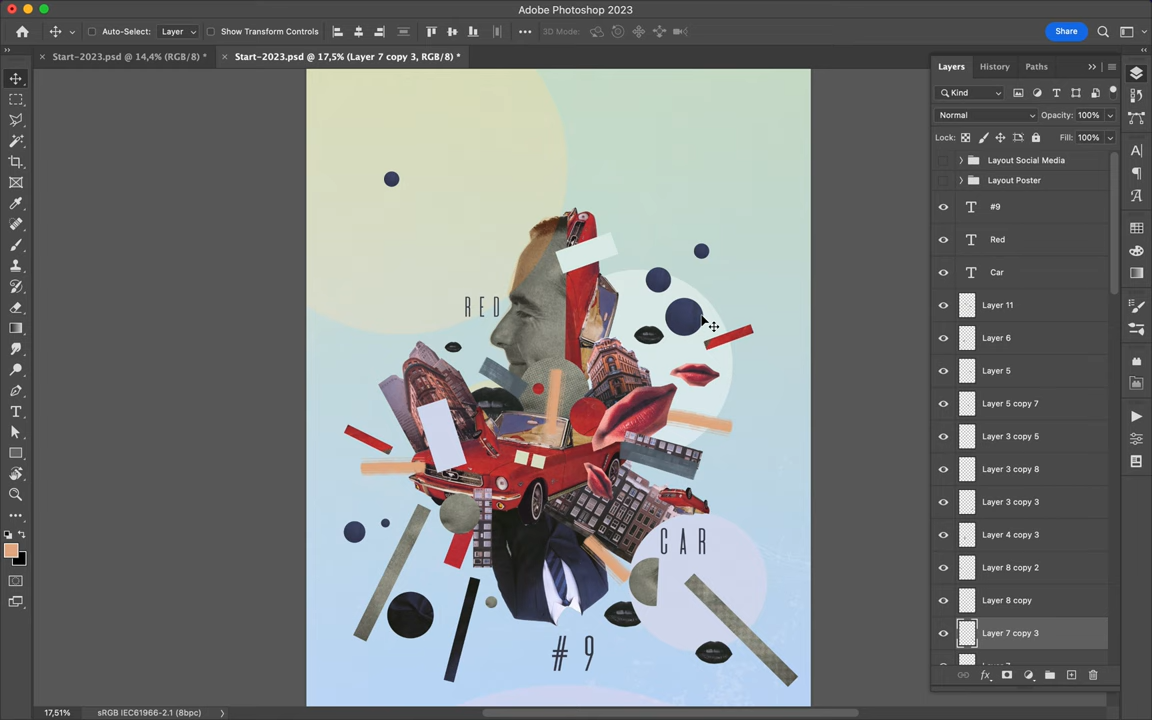 Adobe Photoshop 2023
Auto-Select: Layer Show Transform Controls 3D Mode: Share
Start-2023.psd @ 14,4% (RGB/8) *
Start-2023.psd @ 17,5% (Layer 7 copy 3, RGB/8) *
Layers History Paths
Kind
Normal Opacity: 100%
Lock: Fill: 100%
Layout Social Media
Layout Poster
#9
Red
Car
Layer 11
Layer 6
Layer 5
Layer 5 copy 7
Layer 3 copy 5
Layer 3 copy 8
Layer 3 copy 3
Layer 4 copy 3
Layer 8 copy 2
Layer 8 copy
Layer 7 copy 3
RED
CAR
#9
17,51% sRGB IEC61966-2.1 (8bpc)